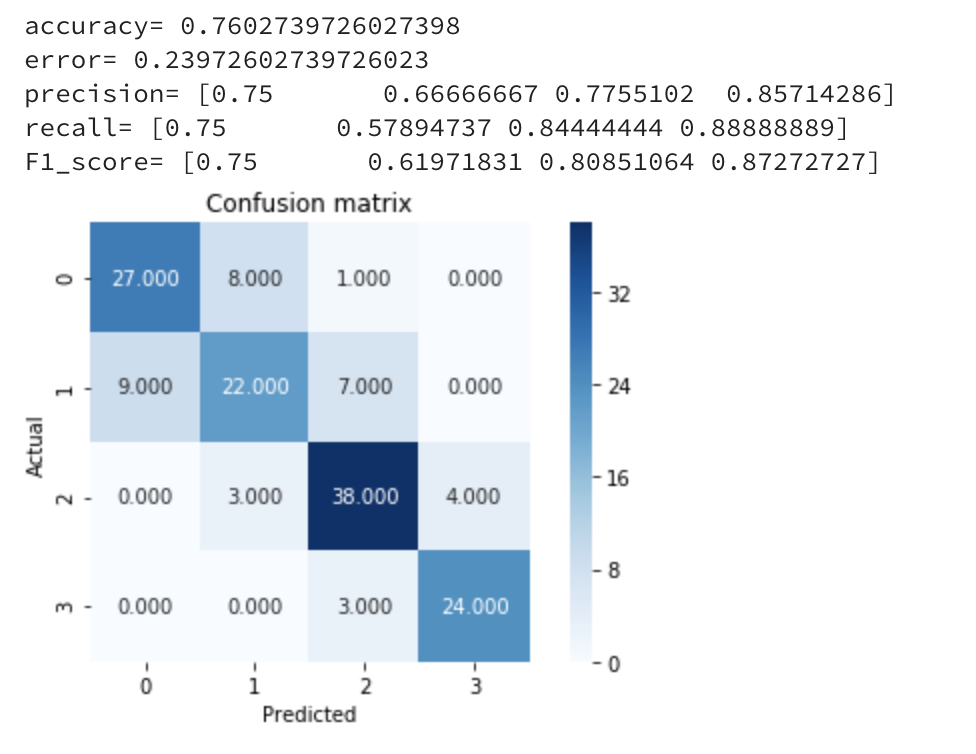 accuracy= 0.7602739726027398
error= 0.23972602739726023
precision= [0.75       0.66666667 0.7755102  0.85714286]
recall= [0.75       0.57894737 0.84444444 0.88888889]
F1_score= [0.75       0.61971831 0.80851064 0.87272727]
Confusion matrix
0 27.000 8.000 1.000 0.000
1 9.000 22.000 7.000 0.000
2 0.000 3.000 38.000 4.000
3 0.000 0.000 3.000 24.000
Actual
0 1 2 3
Predicted
32
24
16
8
0